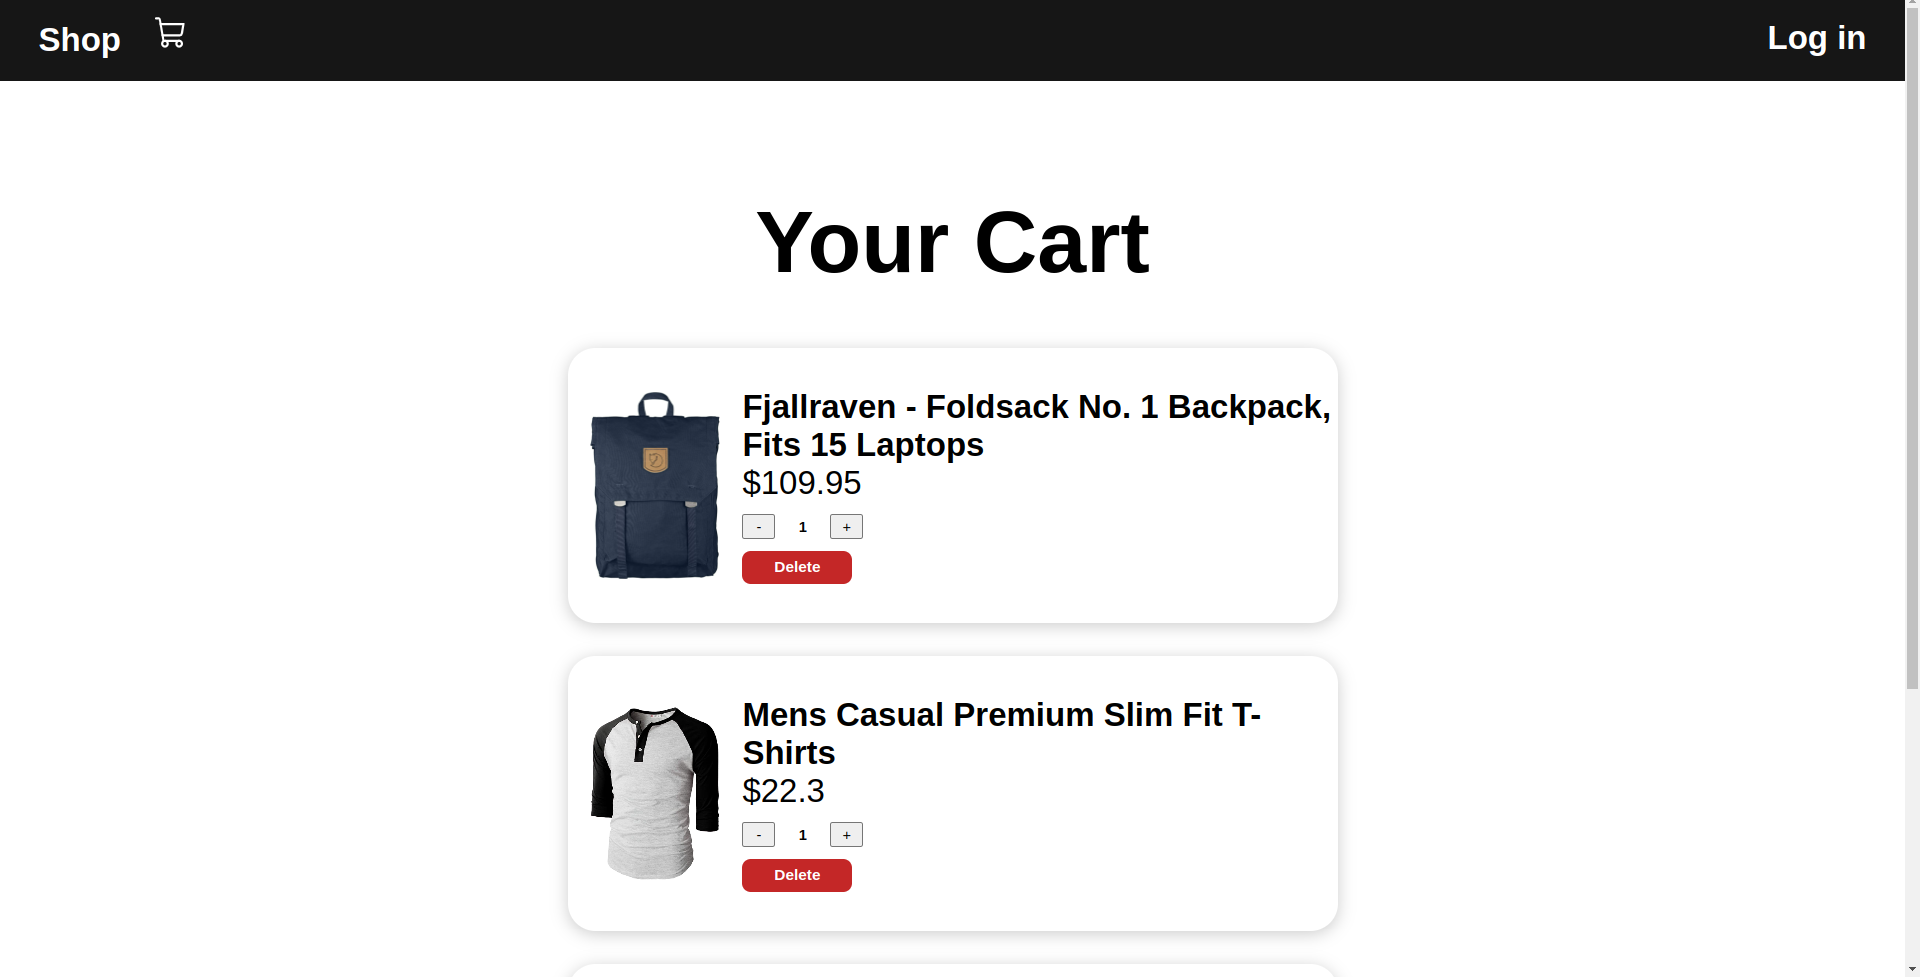 Shop
Log in
Your Cart
Fjallraven - Foldsack No. 1 Backpack,
Fits 15 Laptops
$109.95
- 1 +
Delete
Mens Casual Premium Slim Fit T-
Shirts
$22.3
- 1 +
Delete